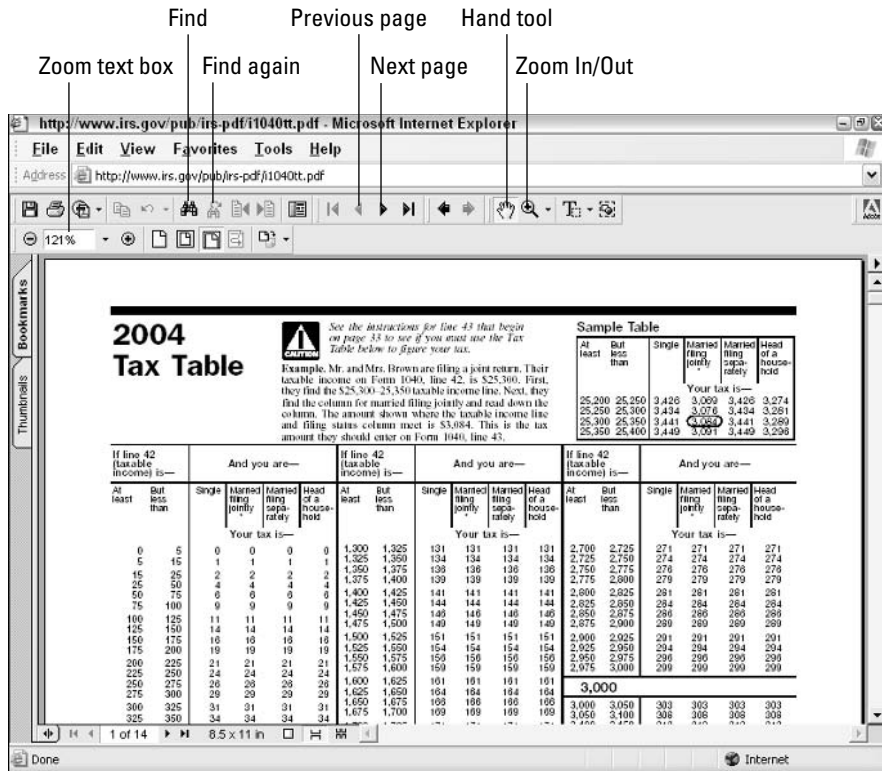 Find
Previous page
Hand tool
Zoom text box
Find again
Next page
Zoom In/Out
http://www.irs.gov/pub/irs-pdf/i1040tt.pdf - Microsoft Internet Explorer
File Edit View Favorites Tools Help
Address http://www.irs.gov/pub/irs-pdf/i1040tt.pdf
Adobe
121%
Bookmarks
Thumbnails
2004
Tax Table
CAUTION
See the instructions for line 43 that begin
on page 33 to see if you must use the Tax
Table below to figure your tax.
Example. Mr. and Mrs. Brown are filing a joint return. Their
taxable income on Form 1040, line 42, is $25,300. First,
they find the $25,300-25,350 taxable income line. Next, they
find the column for married filing jointly and read down the
column. The amount shown where the taxable income line
and filing status column meet is $3,084. This is the tax
amount they should enter on Form 1040, line 43.
Sample Table
At least But less than Single Married filing jointly * Married filing sepa-rately Head of a house-hold
Your tax is—
25,200 25,250 3,426 3,069 3,426 3,274
25,250 25,300 3,434 3,076 3,434 3,281
25,300 25,350 3,441 3,084 3,441 3,289
25,350 25,400 3,449 3,091 3,449 3,296
If line 42 (taxable income) is— And you are—
At least But less than Single Married filing jointly * Married filing sepa-rately Head of a house-hold
Your tax is—
0 5 0 0 0 0
5 15 1 1 1 1
15 25 2 2 2 2
25 50 4 4 4 4
50 75 6 6 6 6
75 100 9 9 9 9
100 125 11 11 11 11
125 150 14 14 14 14
150 175 16 16 16 16
175 200 19 19 19 19
200 225 21 21 21 21
225 250 24 24 24 24
250 275 26 26 26 26
275 300 29 29 29 29
300 325 31 31 31 31
325 350 34 34 34 34
If line 42 (taxable income) is— And you are—
At least But less than Single Married filing jointly * Married filing sepa-rately Head of a house-hold
Your tax is—
1,300 1,325 131 131 131 131
1,325 1,350 134 134 134 134
1,350 1,375 136 136 136 136
1,375 1,400 139 139 139 139
1,400 1,425 141 141 141 141
1,425 1,450 144 144 144 144
1,450 1,475 146 146 146 146
1,475 1,500 149 149 149 149
1,500 1,525 151 151 151 151
1,525 1,550 154 154 154 154
1,550 1,575 156 156 156 156
1,575 1,600 159 159 159 159
1,600 1,625 161 161 161 161
1,625 1,650 164 164 164 164
1,650 1,675 166 166 166 166
1,675 1,700 169 169 169 169
If line 42 (taxable income) is— And you are—
At least But less than Single Married filing jointly * Married filing sepa-rately Head of a house-hold
Your tax is—
2,700 2,725 271 271 271 271
2,725 2,750 274 274 274 274
2,750 2,775 276 276 276 276
2,775 2,800 279 279 279 279
2,800 2,825 281 281 281 281
2,825 2,850 284 284 284 284
2,850 2,875 286 286 286 286
2,875 2,900 289 289 289 289
2,900 2,925 291 291 291 291
2,925 2,950 294 294 294 294
2,950 2,975 296 296 296 296
2,975 3,000 299 299 299 299
3,000
3,000 3,050 303 303 303 303
3,050 3,100 308 308 308 308
1 of 14 8.5 x 11 in
Done
Internet